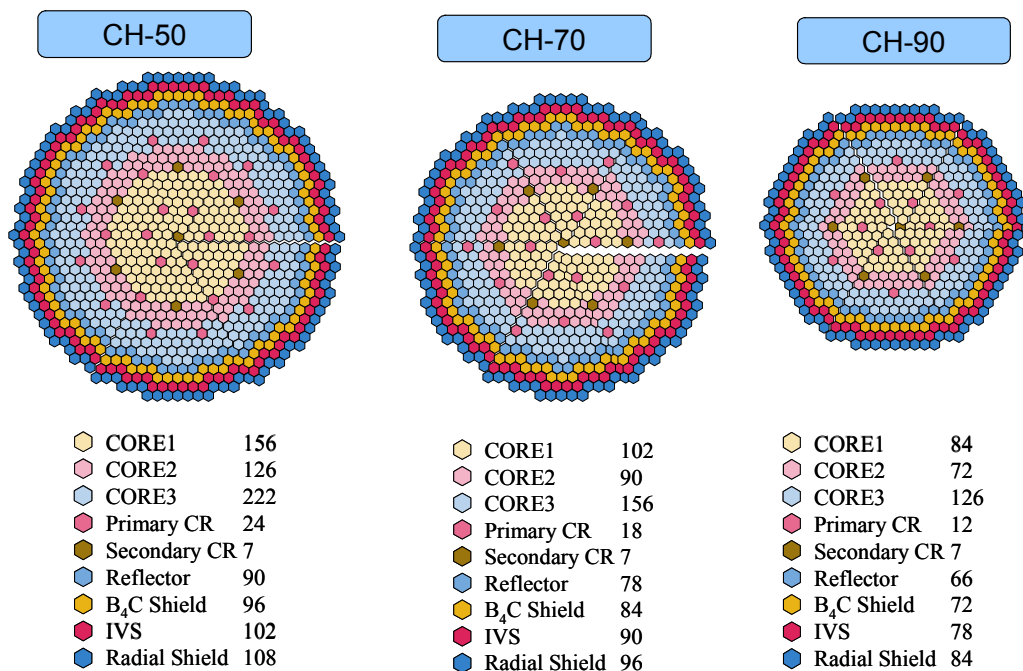 CH-50
CH-70
CH-90
CORE1 156
CORE2 126
CORE3 222
Primary CR 24
Secondary CR 7
Reflector 90
B₄C Shield 96
IVS 102
Radial Shield 108
CORE1 102
CORE2 90
CORE3 156
Primary CR 18
Secondary CR 7
Reflector 78
B₄C Shield 84
IVS 90
Radial Shield 96
CORE1 84
CORE2 72
CORE3 126
Primary CR 12
Secondary CR 7
Reflector 66
B₄C Shield 72
IVS 78
Radial Shield 84